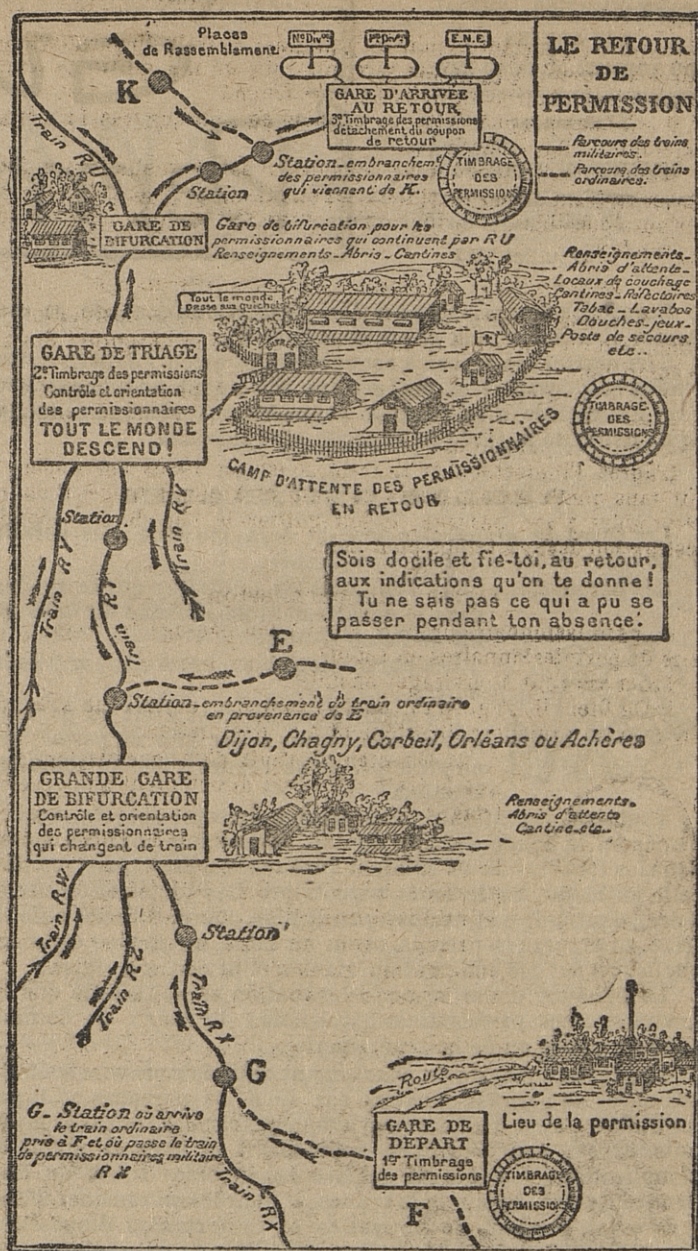 Places
de Rassemblement
E.N.E.
LE RETOUR
DE
PERMISSION
Parcours des trains
militaires.
Parcours des trains
ordinaires.
K
GARE D'ARRIVÉE
AU RETOUR
3e Timbrage des permissions
détachement du coupon
de retour
Train RU
Station-embranchemt
des permissionnaires
qui viennent de K.
TIMBRAGE
DES
PERMISSIONS
Station
GARE DE
BIFURCATION
Gare de bifurcation pour les
permissionnaires qui continuent par RU
Renseignements-Abris-Cantines
Renseignements-
Abris d'attente-
Locaux de couchage
Cantines-Réfectoires
Tabac-Lavabos
Douches-jeux-
Poste de secours
etc..
Tout le monde
passe au guichet
GARE DE TRIAGE
2e Timbrage des permissions
Contrôle et orientation
des permissionnaires
TOUT LE MONDE
DESCEND!
TIMBRAGE
DES
PERMISSIONS
CAMP D'ATTENTE DES PERMISSIONNAIRES
EN RETOUR
Station
Train RV
Train
Train
Sois docile et fie-toi, au retour,
aux indications qu'on te donne!
Tu ne sais pas ce qui a pu se
passer pendant ton absence!
E
Station-embranchemt du train ordinaire
en provenance de E
Dijon, Chagny, Corbeil, Orléans ou Achères
GRANDE GARE
DE BIFURCATION
Contrôle et orientation
des permissionnaires
qui changent de train
Renseignements-
Abris d'attente
Cantine-etc..
Train RW
Train RZ
Station
Train RX
G
Route
G- Station où arrive
le train ordinaire
pris à F et où passe le train
de permissionnaires militaire
RX
Train RX
GARE DE
DÉPART
1er Timbrage
des permissions
Lieu de la permission
F
TIMBRAGE
DES
PERMISSIONS